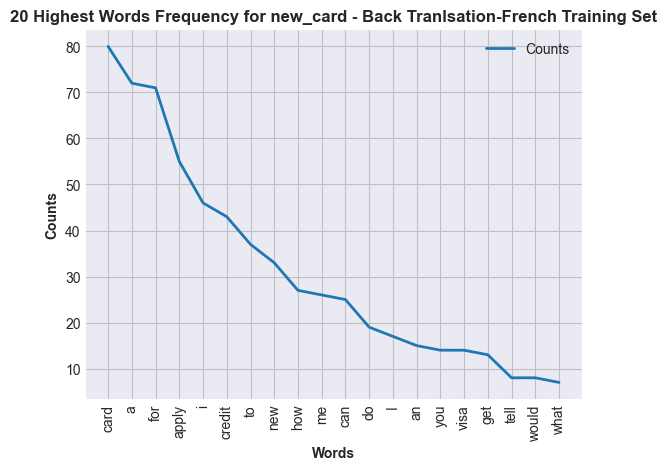 20 Highest Words Frequency for new_card - Back Tranlsation-French Training Set
Counts
80
70
60
50
40
30
20
10
Counts
card
a
for
apply
i
credit
to
new
how
me
can
do
I
an
you
visa
get
tell
would
what
Words